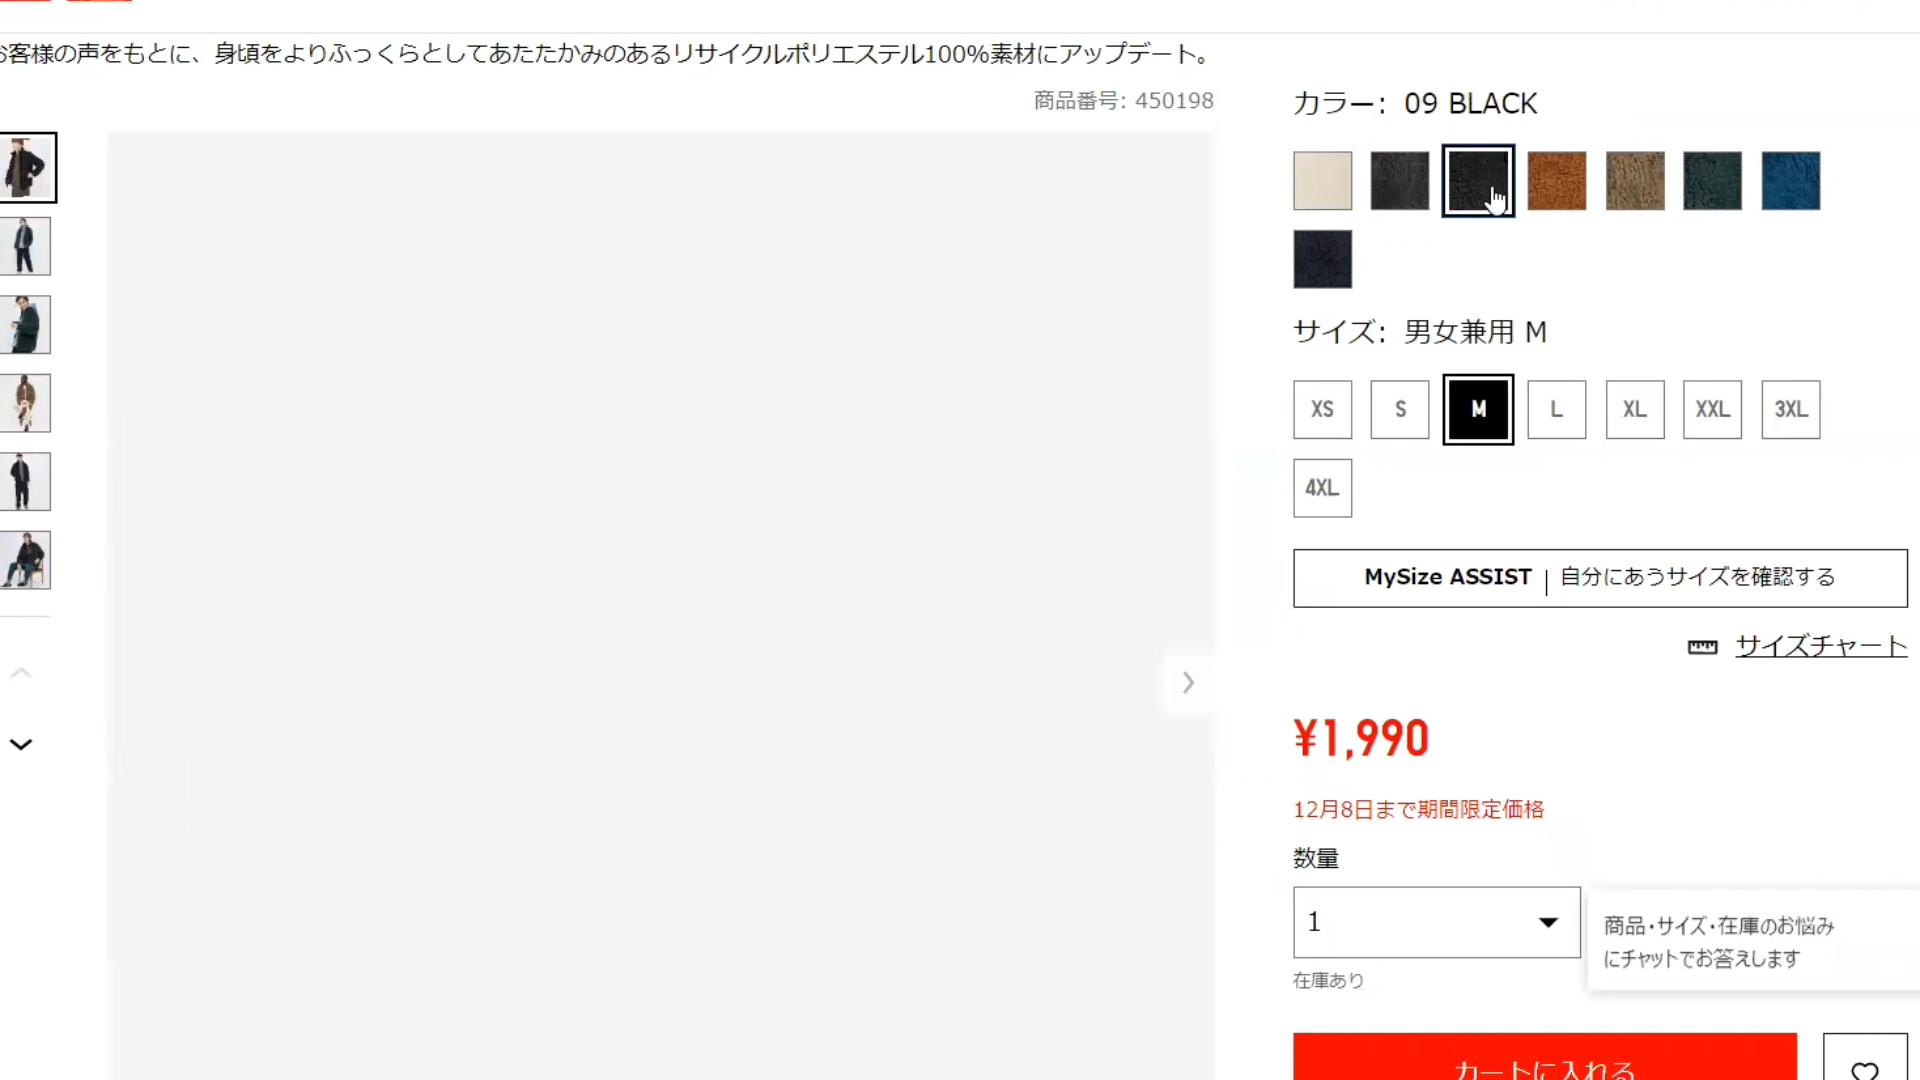 お客様の声をもとに、身頃をよりふっくらとしてあたたかみのあるリサイクルポリエステル100%素材にアップデート。
商品番号: 450198
カラー: 09 BLACK
サイズ: 男女兼用 M
XS S M L XL XXL 3XL
4XL
MySize ASSIST | 自分にあうサイズを確認する
サイズチャート
¥1,990
12月8日まで期間限定価格
数量
1
在庫あり
商品・サイズ・在庫のお悩み
にチャットでお答えします
カートに入れる